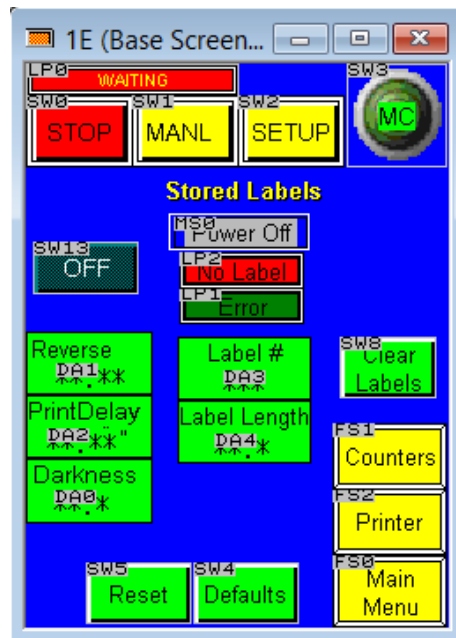 1E (Base Screen...
LP0
WAITING
SW0
STOP
SW1
MANL
SW2
SETUP
SW3
MC
Stored Labels
MS0
Power Off
SW13
OFF
LP2
No Label
LP1
Error
Reverse
DA1
**.**
Label #
DA3
**
SW8
Clear
Labels
PrintDelay
DA2
**.**"
Label Length
DA4
**.*
Darkness
DA0
**.*
FS1
Counters
FS2
Printer
FS0
Main
Menu
SW5
Reset
SW4
Defaults